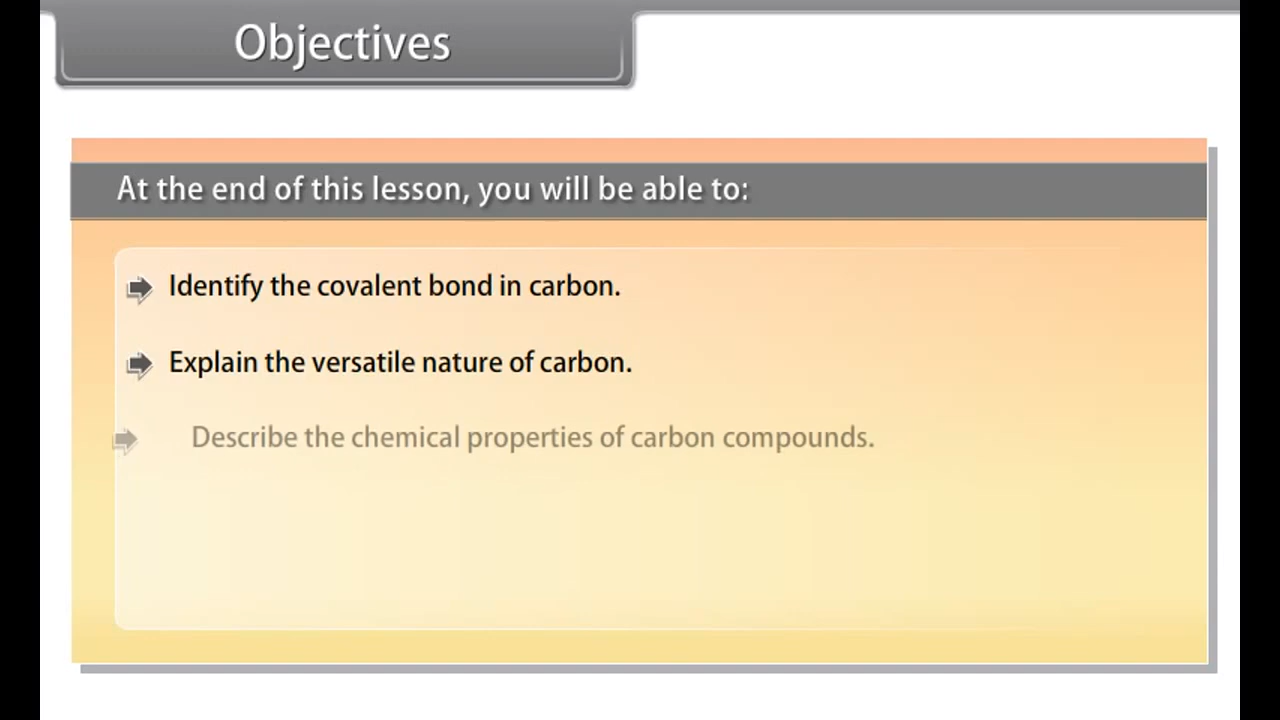 Objectives
At the end of this lesson, you will be able to:
Identify the covalent bond in carbon.
Explain the versatile nature of carbon.
Describe the chemical properties of carbon compounds.